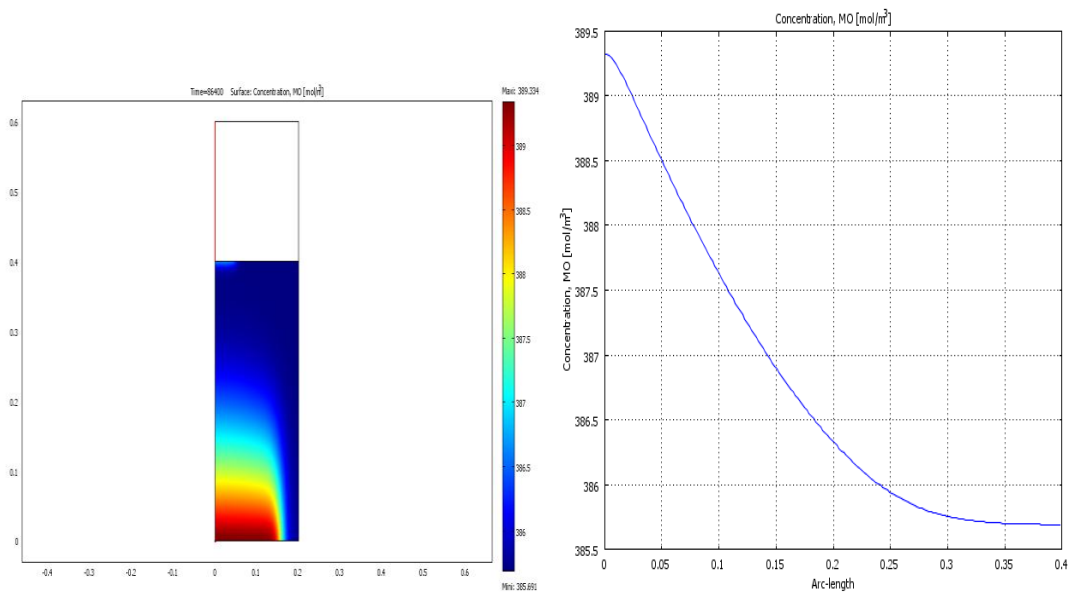 Time=86400 Surface: Concentration, MO [mol/m³]
Maxi: 389.334
0.6
0.5
0.4
0.3
0.2
0.1
0
-0.4 -0.3 -0.2 -0.1 0 0.1 0.2 0.3 0.4 0.5 0.6
389
388.5
388
387.5
387
386.5
386
Mini: 385.691
Concentration, MO [mol/m³]
389.5
389
388.5
388
387.5
387
386.5
386
385.5
Concentration, MO [mol/m³]
0 0.05 0.1 0.15 0.2 0.25 0.3 0.35 0.4
Arc-length